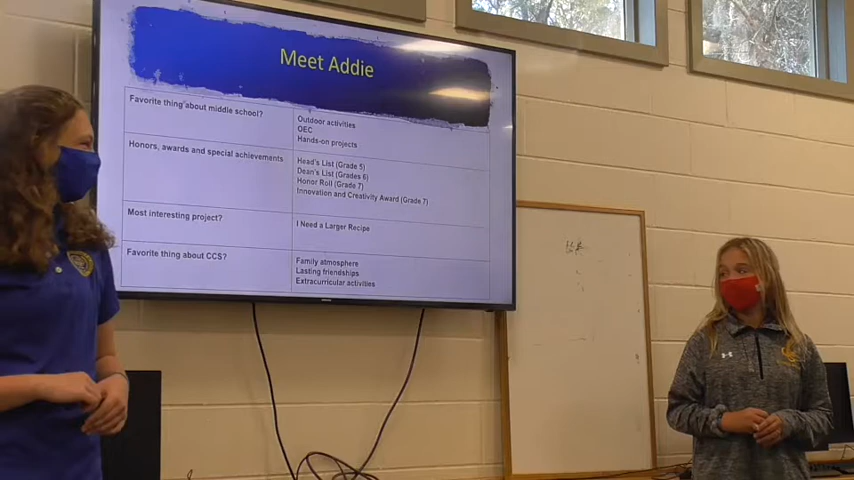 Meet Addie
Favorite thing about middle school?
Outdoor activities
OEC
Hands-on projects
Honors, awards and special achievements
Head's List (Grade 5)
Dean's List (Grades 6)
Honor Roll (Grade 7)
Innovation and Creativity Award (Grade 7)
Most interesting project?
I Need a Larger Recipe
Favorite thing about CCS?
Family atmosphere
Lasting friendships
Extracurricular activities